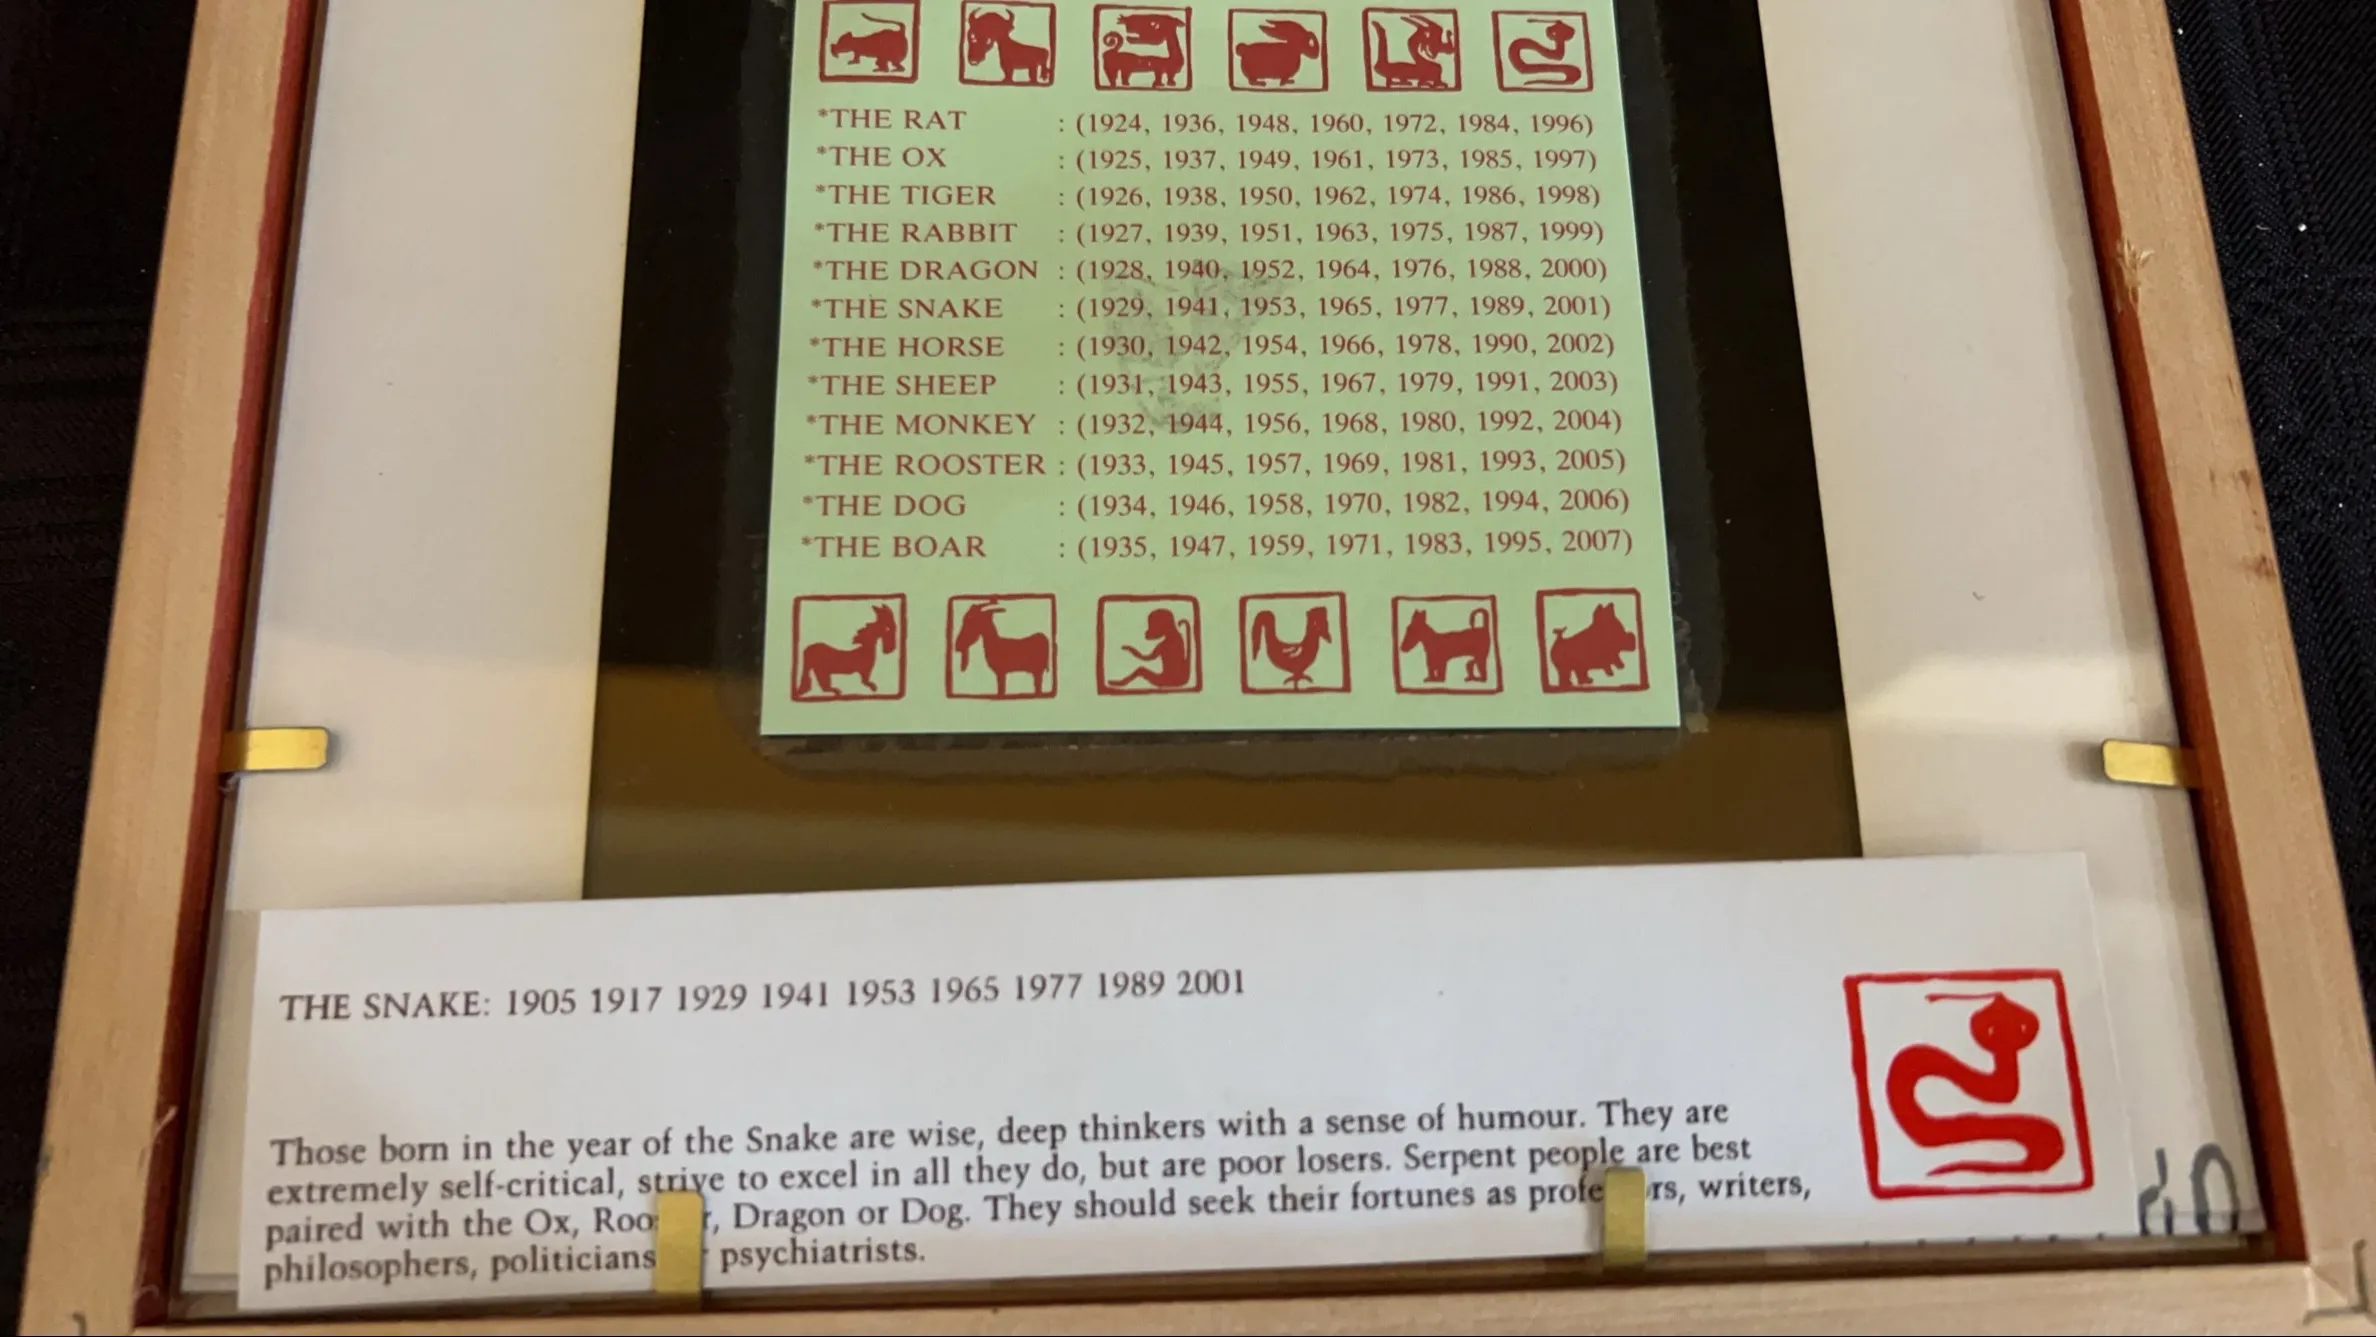 *THE RAT : (1924, 1936, 1948, 1960, 1972, 1984, 1996)
*THE OX : (1925, 1937, 1949, 1961, 1973, 1985, 1997)
*THE TIGER : (1926, 1938, 1950, 1962, 1974, 1986, 1998)
*THE RABBIT : (1927, 1939, 1951, 1963, 1975, 1987, 1999)
*THE DRAGON : (1928, 1940, 1952, 1964, 1976, 1988, 2000)
*THE SNAKE : (1929, 1941, 1953, 1965, 1977, 1989, 2001)
*THE HORSE : (1930, 1942, 1954, 1966, 1978, 1990, 2002)
*THE SHEEP : (1931, 1943, 1955, 1967, 1979, 1991, 2003)
*THE MONKEY : (1932, 1944, 1956, 1968, 1980, 1992, 2004)
*THE ROOSTER : (1933, 1945, 1957, 1969, 1981, 1993, 2005)
*THE DOG : (1934, 1946, 1958, 1970, 1982, 1994, 2006)
*THE BOAR : (1935, 1947, 1959, 1971, 1983, 1995, 2007)
THE SNAKE: 1905 1917 1929 1941 1953 1965 1977 1989 2001
Those born in the year of the Snake are wise, deep thinkers with a sense of humour. They are
extremely self-critical, strive to excel in all they do, but are poor losers. Serpent people are best
paired with the Ox, Dragon or Dog. They should seek their fortunes as writers,
philosophers, politicians psychiatrists.